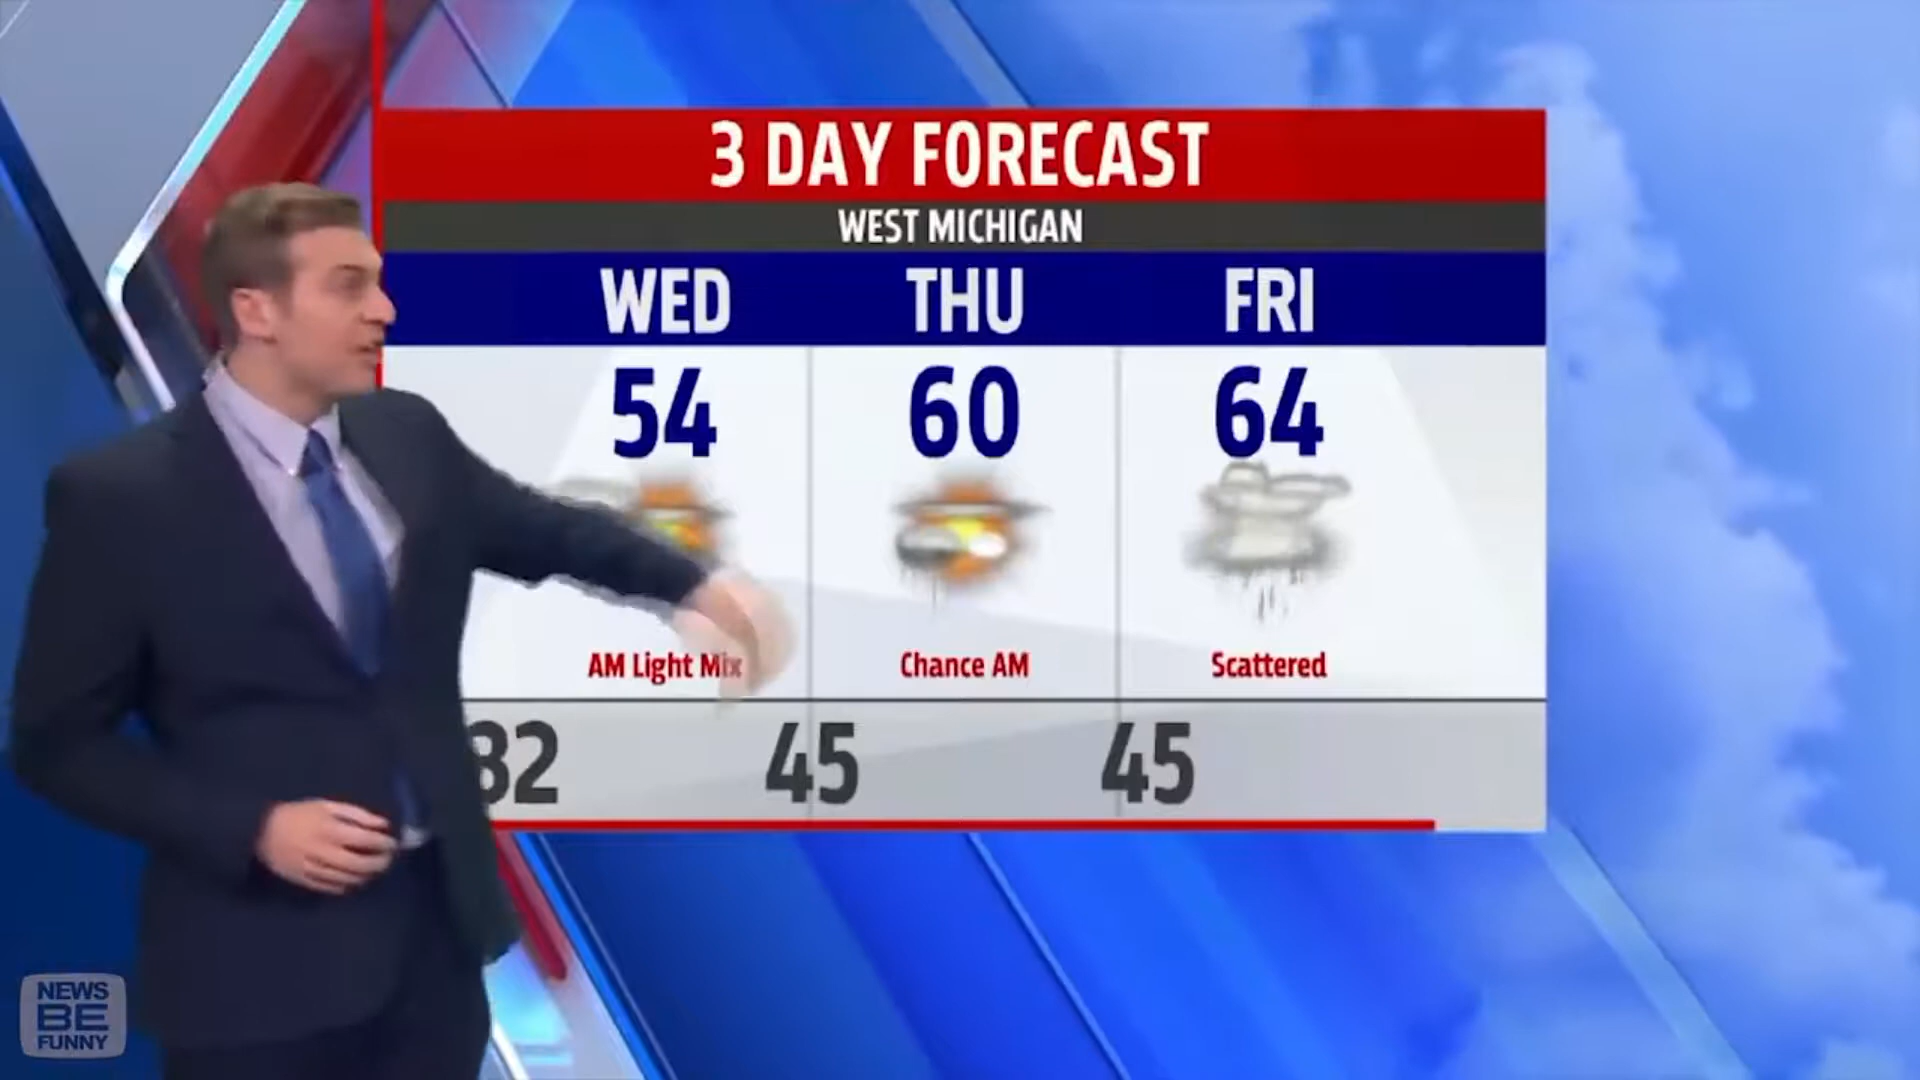 3 DAY FORECAST
WEST MICHIGAN
WED THU FRI
54 60 64
AM Light Mix Chance AM Scattered
32 45 45
NEWS
BE
FUNNY